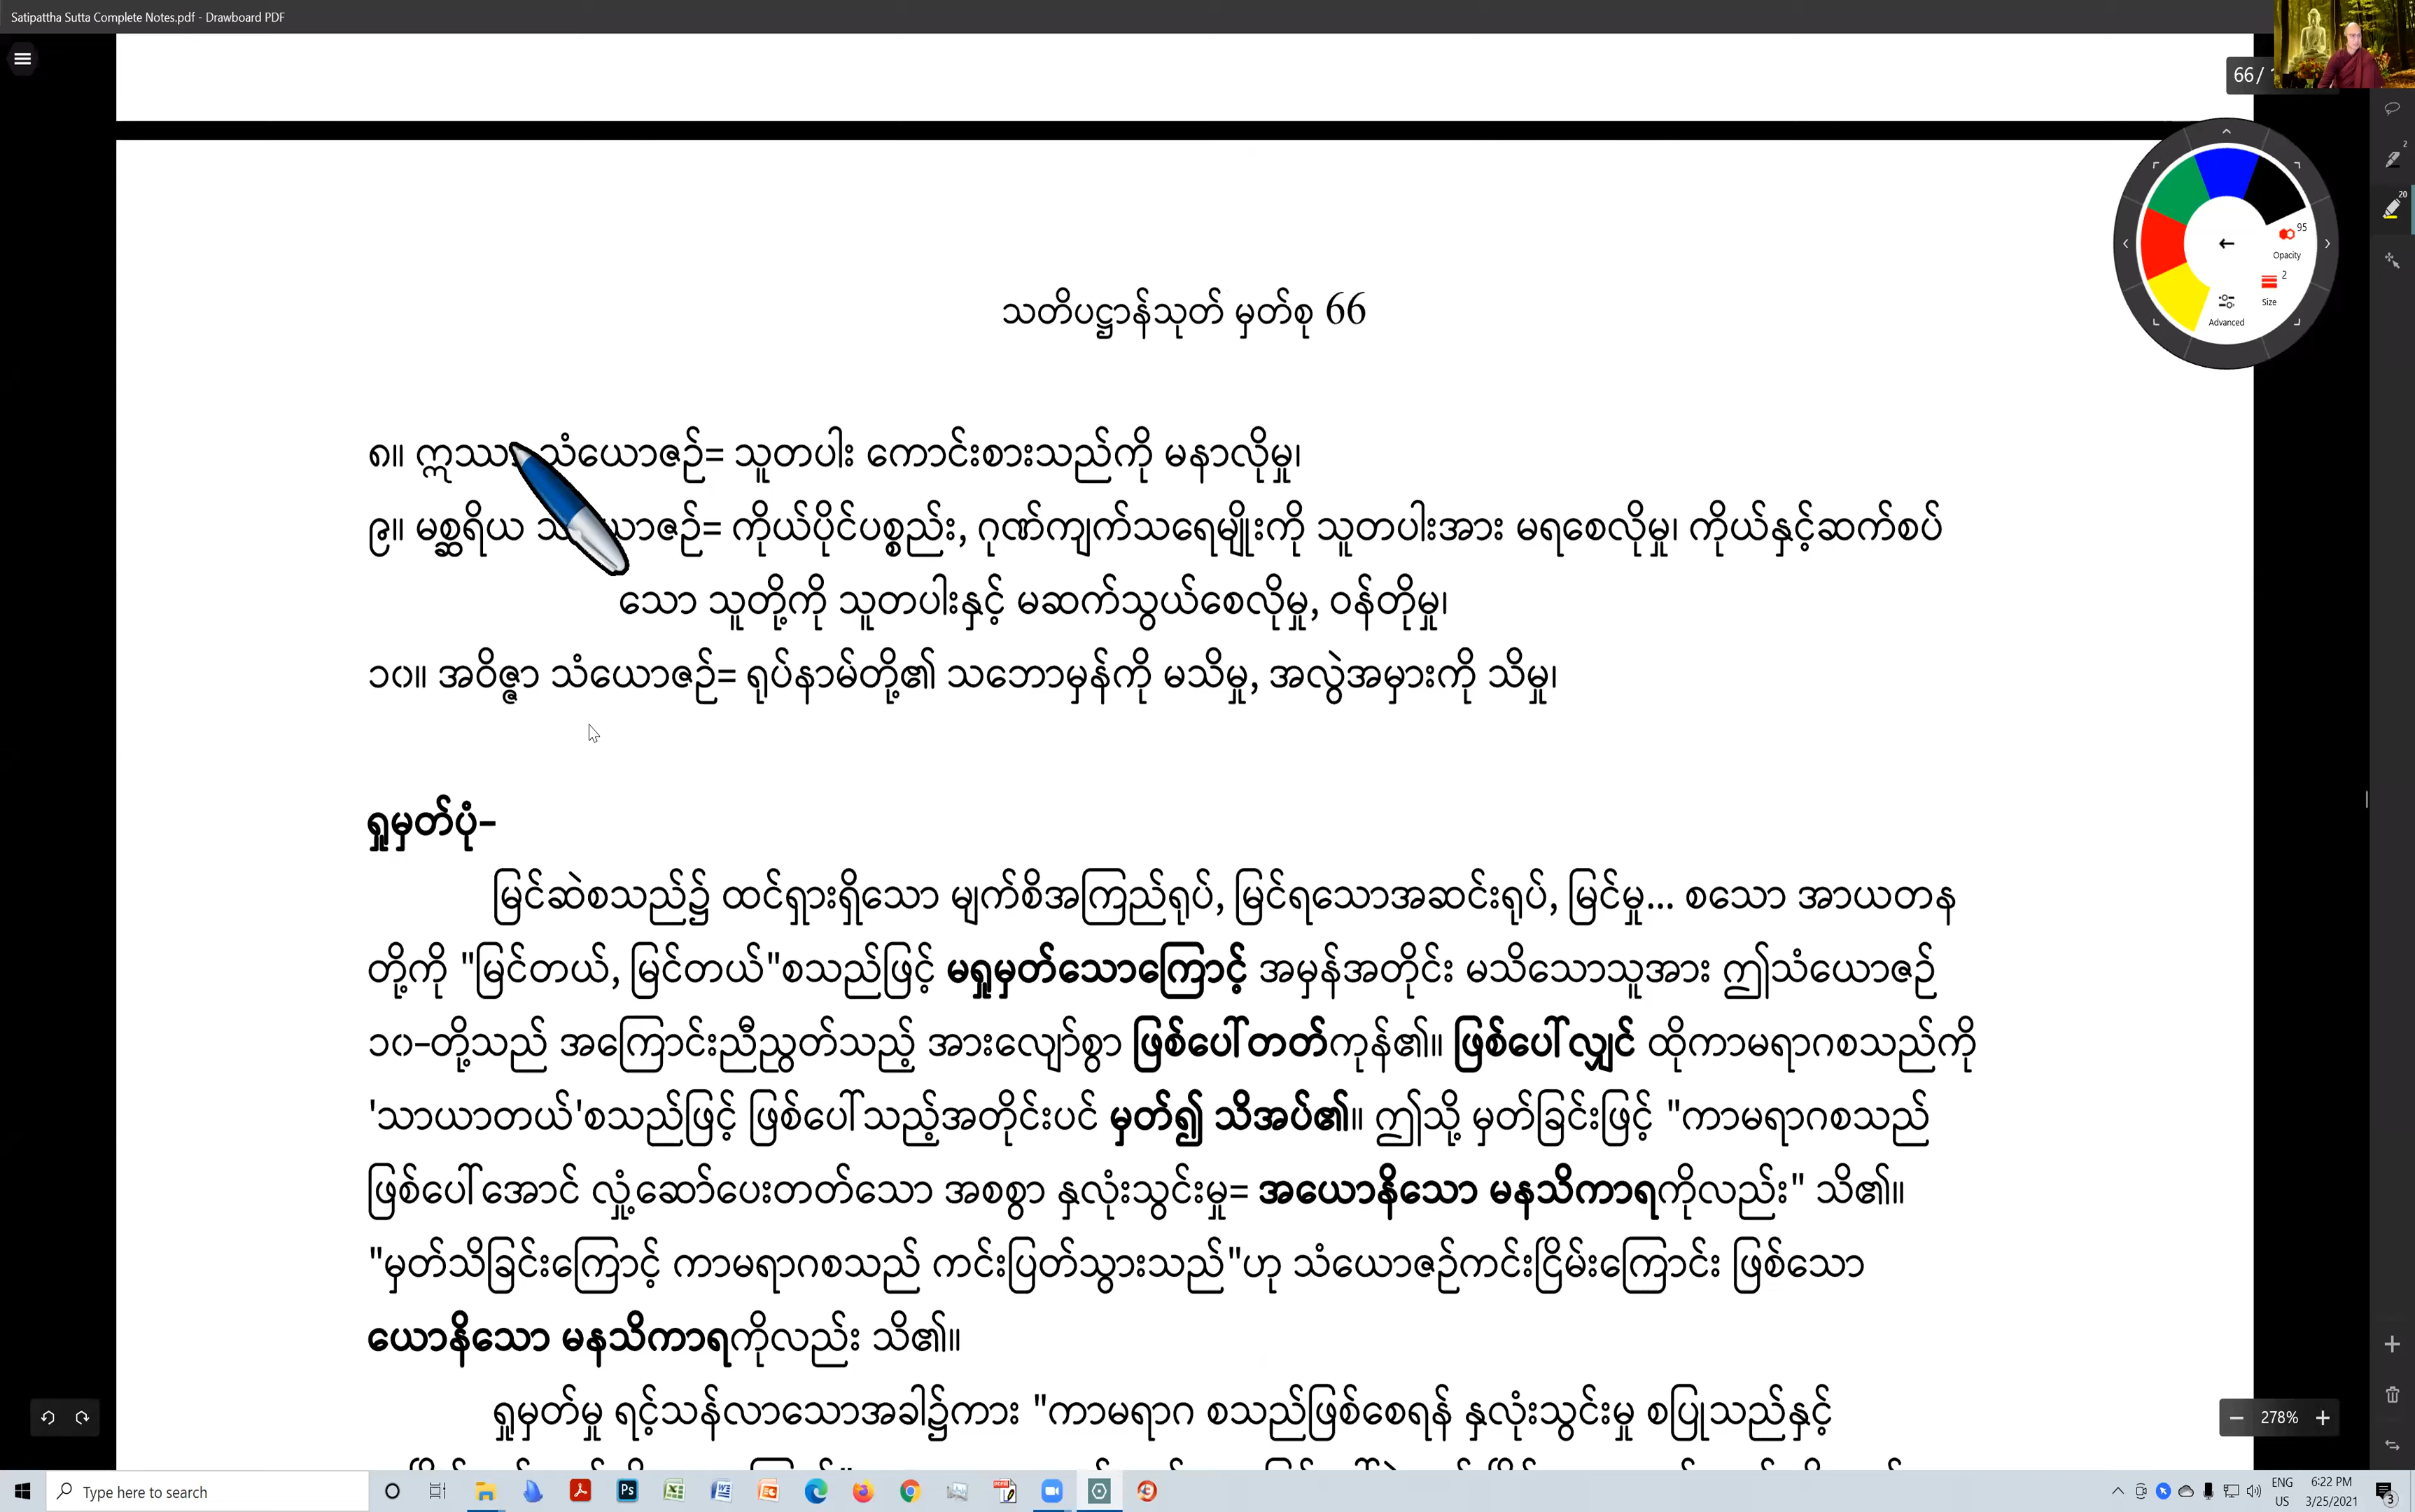 Satipattha Sutta Complete Notes.pdf - Drawboard PDF
66 /
2
20
95
Opacity
2
Size
Advanced
သတိပဋ္ဌာန်သုတ် မှတ်စု 66
၈။ ဣဿာ သံယောဇဉ်= သူတပါး ကောင်းစားသည်ကို မနာလိုမှု၊
၉။ မစ္ဆရိယ သံယောဇဉ်= ကိုယ်ပိုင်ပစ္စည်း, ဂုဏ်ကျက်သရေမျိုးကို သူတပါးအား မရစေလိုမှု၊ ကိုယ်နှင့်ဆက်စပ်
သော သူတို့ကို သူတပါးနှင့် မဆက်သွယ်စေလိုမှု, ဝန်တိုမှု၊
၁၀။ အဝိဇ္ဇာ သံယောဇဉ်= ရုပ်နာမ်တို့၏ သဘောမှန်ကို မသိမှု, အလွဲအမှားကို သိမှု၊
ရှုမှတ်ပုံ-
မြင်ဆဲစသည်၌ ထင်ရှားရှိသော မျက်စိအကြည်ရုပ်, မြင်ရသောအဆင်းရုပ်, မြင်မှု... စသော အာယတန
တို့ကို "မြင်တယ်, မြင်တယ်"စသည်ဖြင့် မရှုမှတ်သောကြောင့် အမှန်အတိုင်း မသိသောသူအား ဤသံယောဇဉ်
၁၀-တို့သည် အကြောင်းညီညွတ်သည့် အားလျော်စွာ ဖြစ်ပေါ်တတ်ကုန်၏။ ဖြစ်ပေါ်လျှင် ထိုကာမရာဂစသည်ကို
'သာယာတယ်'စသည်ဖြင့် ဖြစ်ပေါ်သည့်အတိုင်းပင် မှတ်၍ သိအပ်၏။ ဤသို့ မှတ်ခြင်းဖြင့် "ကာမရာဂစသည်
ဖြစ်ပေါ်အောင် လှုံ့ဆော်ပေးတတ်သော အစစွာ နှလုံးသွင်းမှု= အယောနိသော မနသိကာရကိုလည်း" သိ၏။
"မှတ်သိခြင်းကြောင့် ကာမရာဂစသည် ကင်းပြတ်သွားသည်"ဟု သံယောဇဉ်ကင်းငြိမ်းကြောင်း ဖြစ်သော
ယောနိသော မနသိကာရကိုလည်း သိ၏။
ရှုမှတ်မှု ရင့်သန်လာသောအခါ၌ကား "ကာမရာဂ စသည်ဖြစ်စေရန် နှလုံးသွင်းမှု စပြုသည်နှင့်
278%
Type here to search
ENG
US
6:22 PM
3/25/2021
3